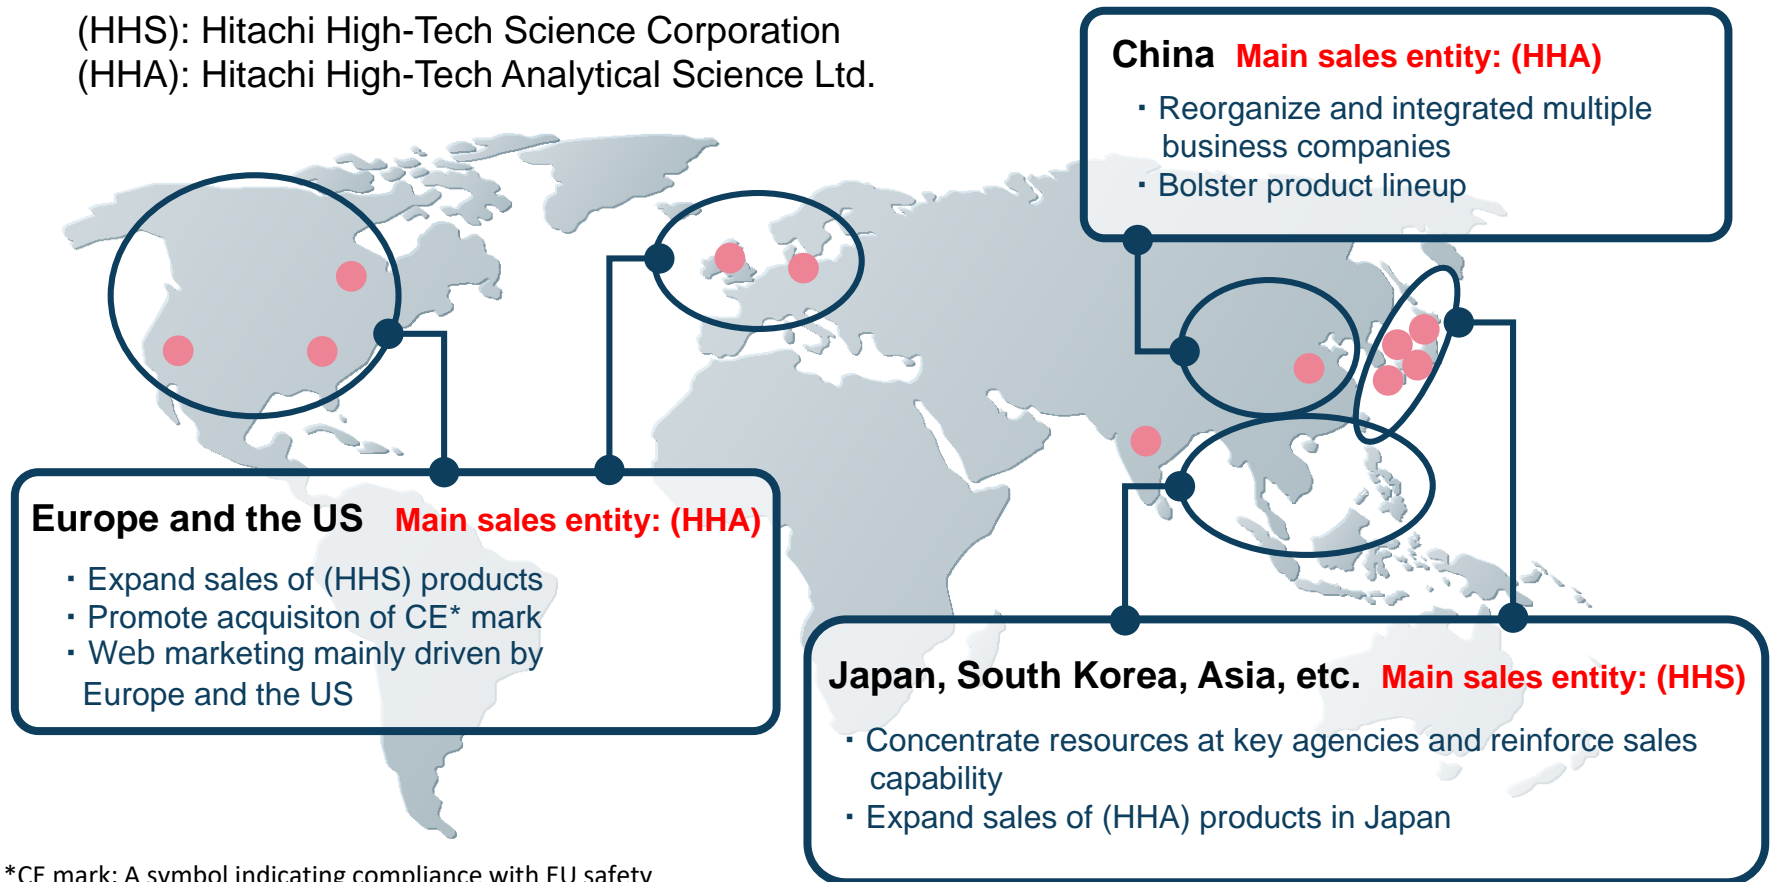 (HHS): Hitachi High-Tech Science Corporation
(HHA): Hitachi High-Tech Analytical Science Ltd.
China Main sales entity: (HHA)
・Reorganize and integrated multiple
business companies
・Bolster product lineup
Europe and the US Main sales entity: (HHA)
・Expand sales of (HHS) products
・Promote acquisiton of CE* mark
・Web marketing mainly driven by
Europe and the US
Japan, South Korea, Asia, etc. Main sales entity: (HHS)
・Concentrate resources at key agencies and reinforce sales
capability
・Expand sales of (HHA) products in Japan
*CE mark: A symbol indicating compliance with EU safety